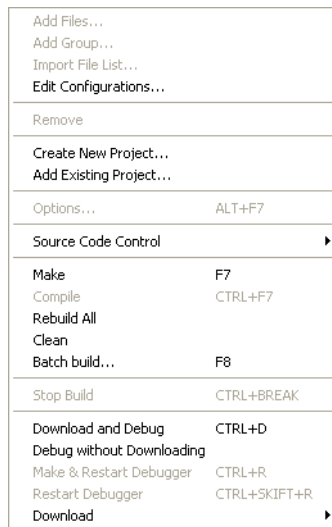 Add Files...
Add Group...
Import File List...
Edit Configurations...
Remove
Create New Project...
Add Existing Project...
Options... ALT+F7
Source Code Control
Make F7
Compile CTRL+F7
Rebuild All
Clean
Batch build... F8
Stop Build CTRL+BREAK
Download and Debug CTRL+D
Debug without Downloading
Make & Restart Debugger CTRL+R
Restart Debugger CTRL+SKIFT+R
Download